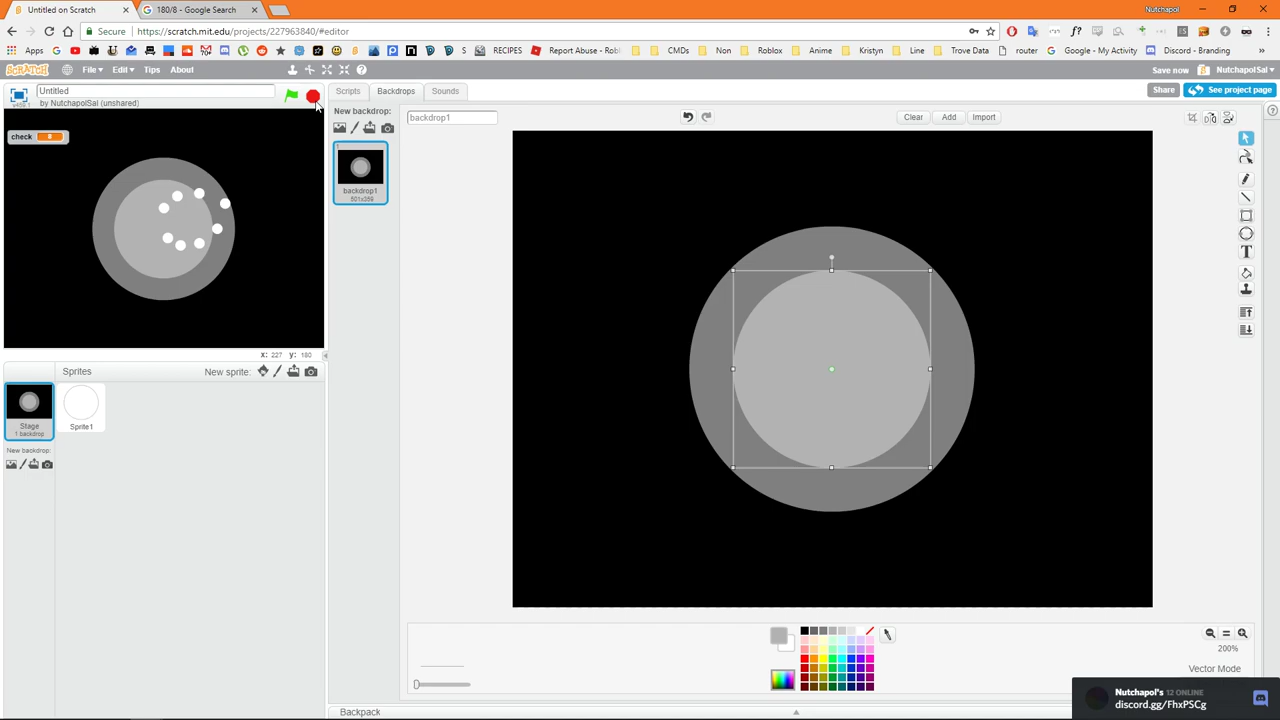 Untitled on Scratch
180/8 - Google Search
Nutchapol
Secure
https://scratch.mit.edu/projects/227963840/#editor
Apps
RECIPES
Report Abuse - Robl
CMDs
Non
Roblox
Anime
Kristyn
Line
Trove Data
router
Google - My Activity
Discord - Branding
SCRATCH
File
Edit
Tips
About
Save now
NutchapolSal
Untitled
by NutchapolSal (unshared)
Scripts
Backdrops
Sounds
Share
See project page
check
8
New backdrop:
backdrop1
Clear
Add
Import
1
backdrop1
501x359
x: 227 y: 180
Sprites
New sprite:
Stage
1 backdrop
Sprite1
New backdrop:
200%
Vector Mode
Backpack
Nutchapol's 12 ONLINE
discord.gg/FhxPSCg